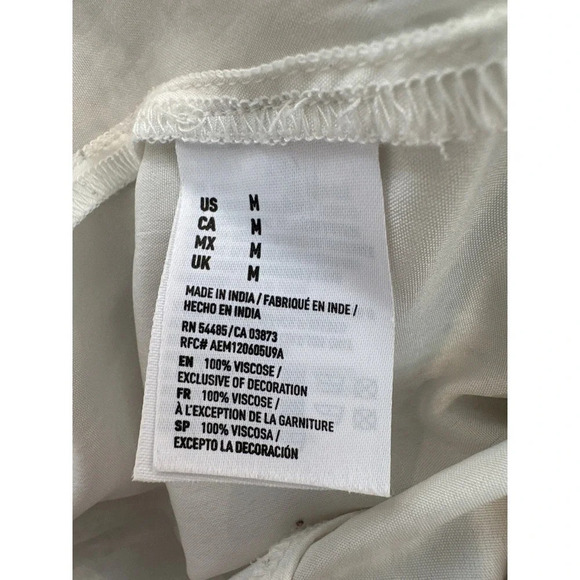 US M
CA M
MX M
UK M
MADE IN INDIA / FABRIQUÉ EN INDE /
HECHO EN INDIA
RN 54485/CA 03873
RFC# AEM120605U9A
EN 100% VISCOSE /
EXCLUSIVE OF DECORATION
FR 100% VISCOSE /
À L'EXCEPTION DE LA GARNITURE
SP 100% VISCOSA /
EXCEPTO LA DECORACIÓN